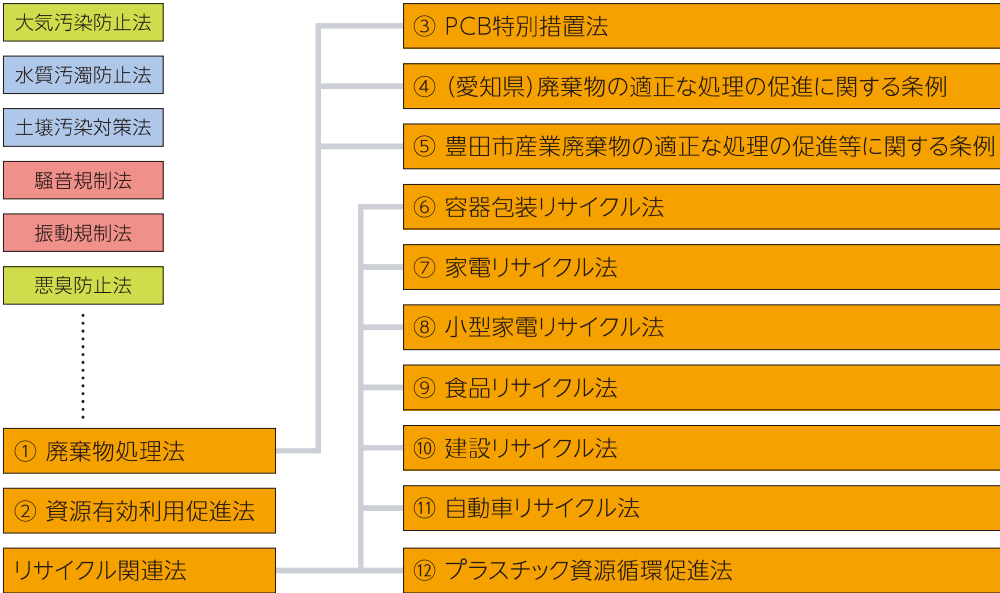 大気汚染防止法
水質汚濁防止法
土壌汚染対策法
騒音規制法
振動規制法
悪臭防止法
① 廃棄物処理法
② 資源有効利用促進法
リサイクル関連法
③ PCB特別措置法
④ (愛知県)廃棄物の適正な処理の促進に関する条例
⑤ 豊田市産業廃棄物の適正な処理の促進等に関する条例
⑥ 容器包装リサイクル法
⑦ 家電リサイクル法
⑧ 小型家電リサイクル法
⑨ 食品リサイクル法
⑩ 建設リサイクル法
⑪ 自動車リサイクル法
⑫ プラスチック資源循環促進法